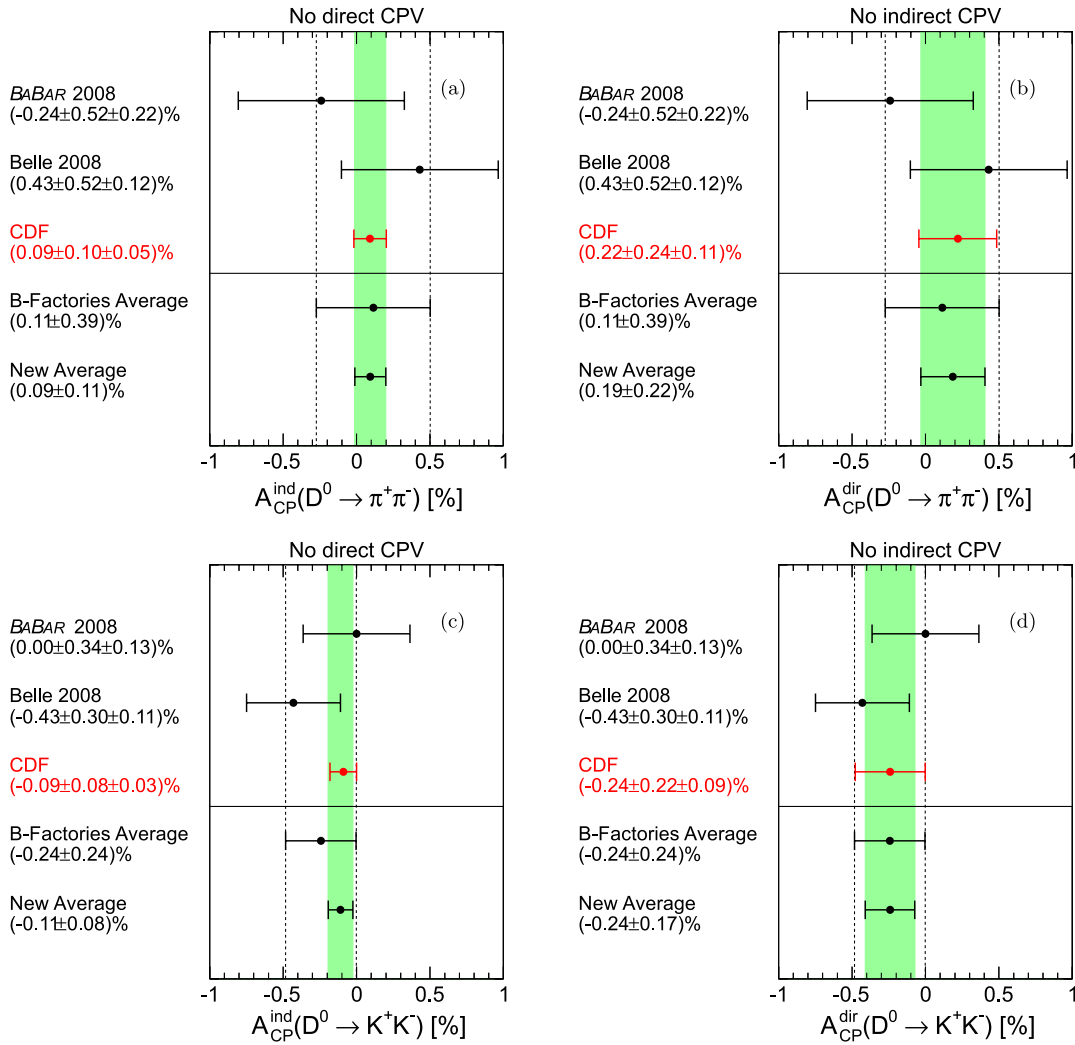 No direct CPV
(a)
BABAR 2008
(-0.24±0.52±0.22)%
Belle 2008
(0.43±0.52±0.12)%
CDF
(0.09±0.10±0.05)%
B-Factories Average
(0.11±0.39)%
New Average
(0.09±0.11)%
-1 -0.5 0 0.5 1
A_CP^ind(D⁰ → π⁺π⁻) [%]
No indirect CPV
(b)
BABAR 2008
(-0.24±0.52±0.22)%
Belle 2008
(0.43±0.52±0.12)%
CDF
(0.22±0.24±0.11)%
B-Factories Average
(0.11±0.39)%
New Average
(0.19±0.22)%
-1 -0.5 0 0.5 1
A_CP^dir(D⁰ → π⁺π⁻) [%]
No direct CPV
(c)
BABAR 2008
(0.00±0.34±0.13)%
Belle 2008
(-0.43±0.30±0.11)%
CDF
(-0.09±0.08±0.03)%
B-Factories Average
(-0.24±0.24)%
New Average
(-0.11±0.08)%
-1 -0.5 0 0.5 1
A_CP^ind(D⁰ → K⁺K⁻) [%]
No indirect CPV
(d)
BABAR 2008
(0.00±0.34±0.13)%
Belle 2008
(-0.43±0.30±0.11)%
CDF
(-0.24±0.22±0.09)%
B-Factories Average
(-0.24±0.24)%
New Average
(-0.24±0.17)%
-1 -0.5 0 0.5 1
A_CP^dir(D⁰ → K⁺K⁻) [%]